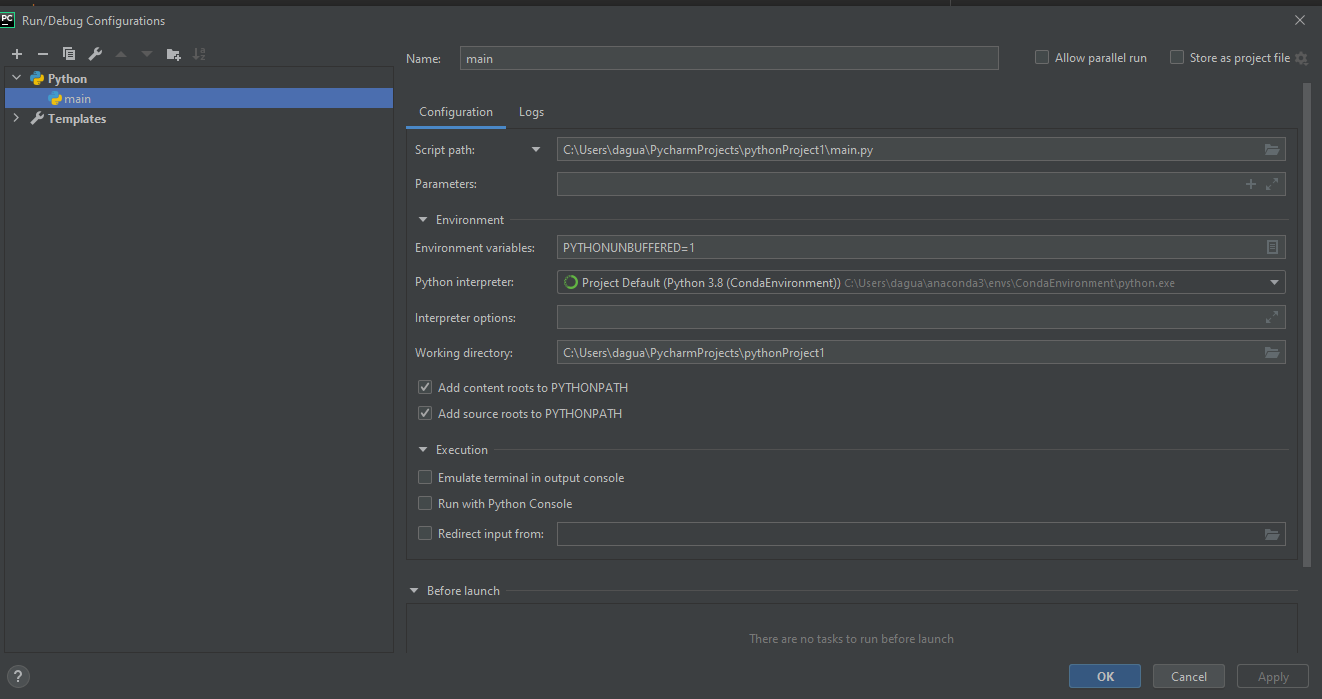 PC Run/Debug Configurations
Python
main
Templates
Name: main Allow parallel run Store as project file
Configuration Logs
Script path: C:\Users\dagua\PycharmProjects\pythonProject1\main.py
Parameters:
Environment
Environment variables: PYTHONUNBUFFERED=1
Python interpreter: Project Default (Python 3.8 (CondaEnvironment)) C:\Users\dagua\anaconda3\envs\CondaEnvironment\python.exe
Interpreter options:
Working directory: C:\Users\dagua\PycharmProjects\pythonProject1
Add content roots to PYTHONPATH
Add source roots to PYTHONPATH
Execution
Emulate terminal in output console
Run with Python Console
Redirect input from:
Before launch
There are no tasks to run before launch
? OK Cancel Apply